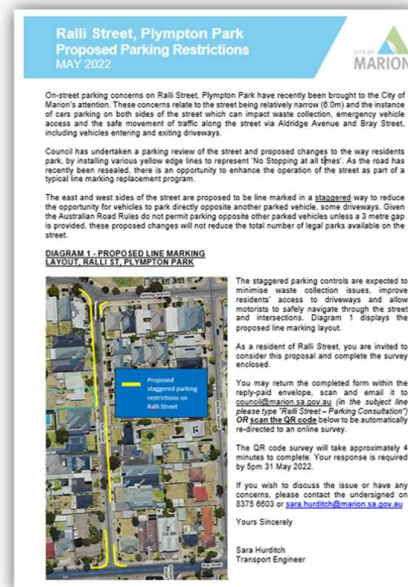 Ralli Street, Plympton Park
Proposed Parking Restrictions
MAY 2022
CITY OF
MARION
On-street parking concerns on Ralli Street, Plympton Park have recently been brought to the City of
Marion's attention. These concerns relate to the street being relatively narrow (6.0m) and the instance
of cars parking on both sides of the street which can impact waste collection, emergency vehicle
access and the safe movement of traffic along the street via Aldridge Avenue and Bray Street,
including vehicles entering and exiting driveways.
Council has undertaken a parking review of the street and proposed changes to the way residents
park, by installing various yellow edge lines to represent 'No Stopping at all times'. As the road has
recently been resealed, there is an opportunity to enhance the operation of the street as part of a
typical line marking replacement program.
The east and west sides of the street are proposed to be line marked in a staggered way to reduce
the opportunity for vehicles to park directly opposite another parked vehicle, some driveways. Given
the Australian Road Rules do not permit parking opposite other parked vehicles unless a 3 metre gap
is provided, these proposed changes will not reduce the total number of legal parks available on the
street.
DIAGRAM 1 - PROPOSED LINE MARKING
LAYOUT, RALLI ST, PLYMPTON PARK
Proposed
staggered parking
restrictions on
Ralli Street
Bray Street
The staggered parking controls are expected to
minimise waste collection issues, improve
residents' access to driveways and allow
motorists to safely navigate through the street
and intersections. Diagram 1 displays the
proposed line marking layout.
As a resident of Ralli Street, you are invited to
consider this proposal and complete the survey
enclosed.
You may return the completed form within the
reply-paid envelope, scan and email it to
council@marion.sa.gov.au (in the subject line
please type "Ralli Street – Parking Consultation")
OR scan the QR code below to be automatically
re-directed to an online survey.
The QR code survey will take approximately 4
minutes to complete. Your response is required
by 5pm 31 May 2022.
If you wish to discuss the issue or have any
concerns, please contact the undersigned on
8375 6603 or sara.hurditch@marion.sa.gov.au
Yours Sincerely
Sara Hurditch
Transport Engineer